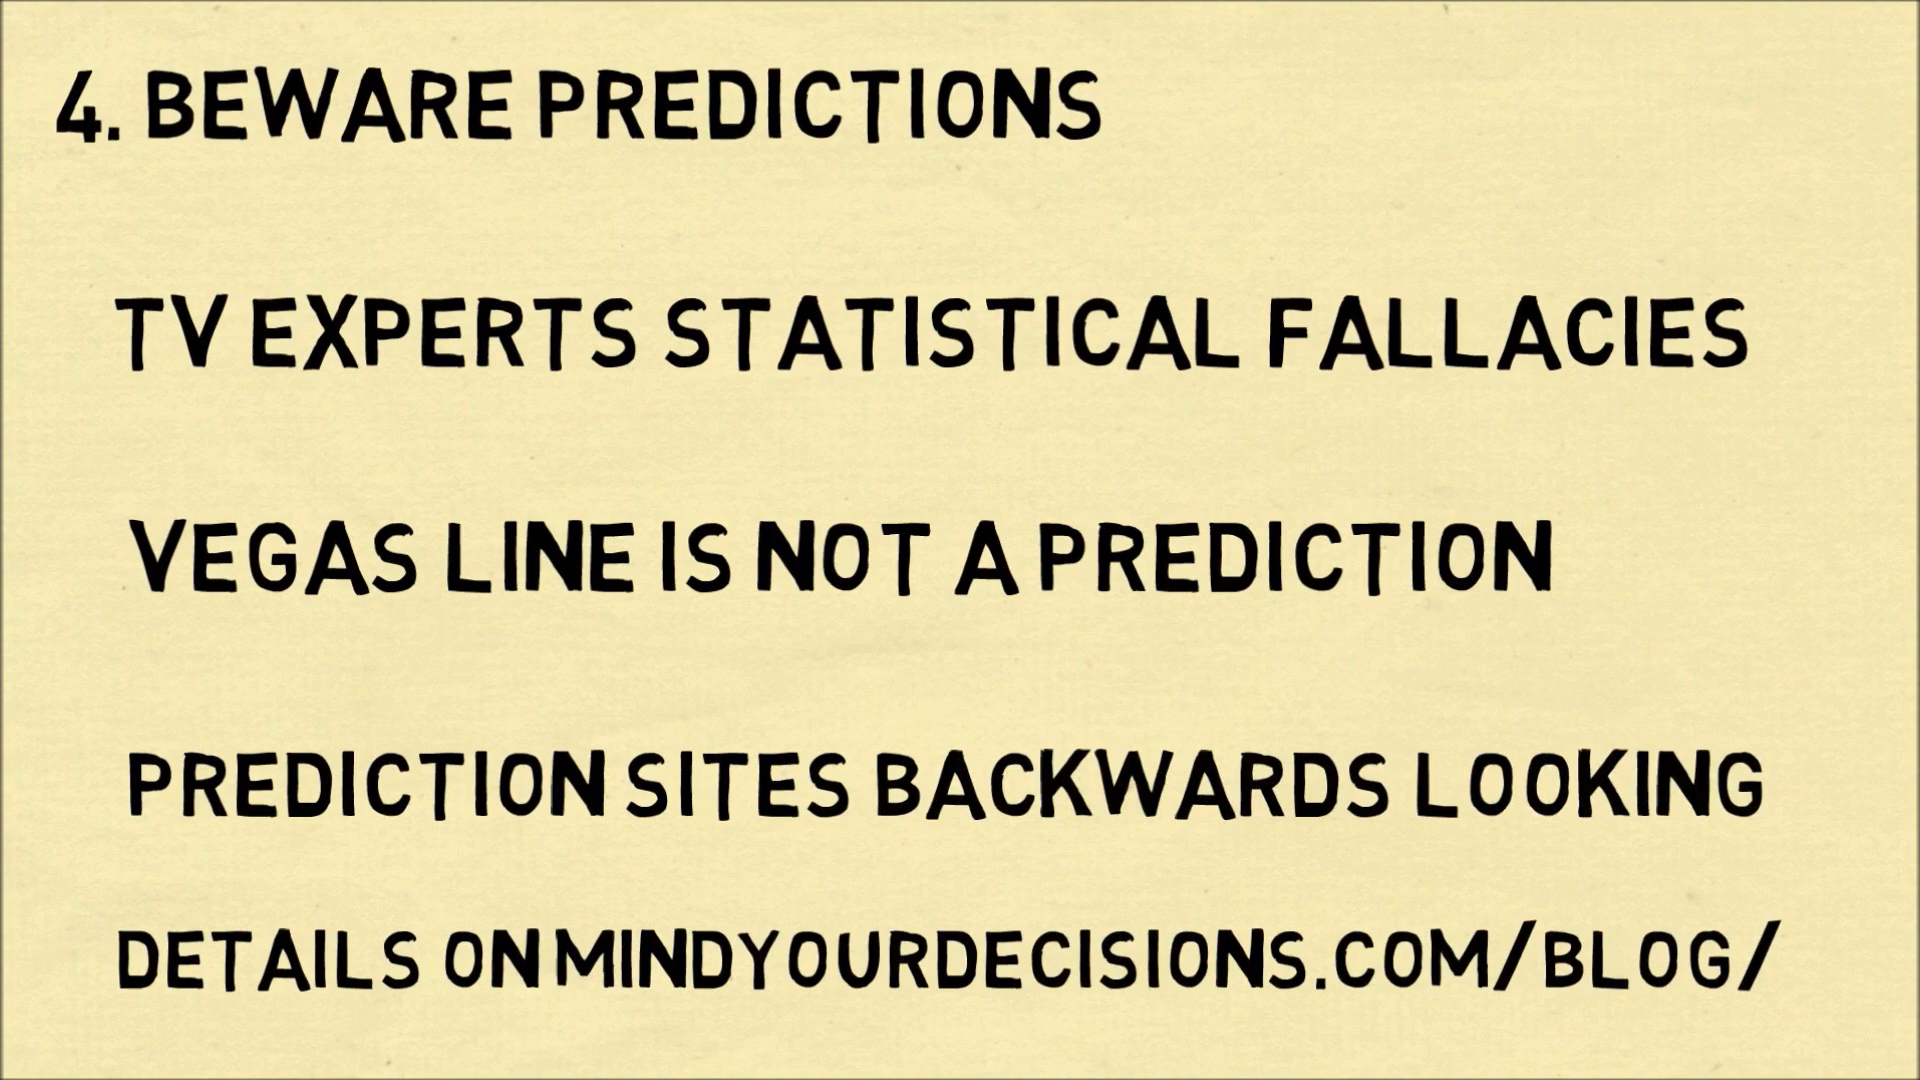 4. BEWARE PREDICTIONS
TV EXPERTS STATISTICAL FALLACIES
VEGAS LINE IS NOT A PREDICTION
PREDICTION SITES BACKWARDS LOOKING
DETAILS ON MINDYOURDECISIONS.COM/BLOG/